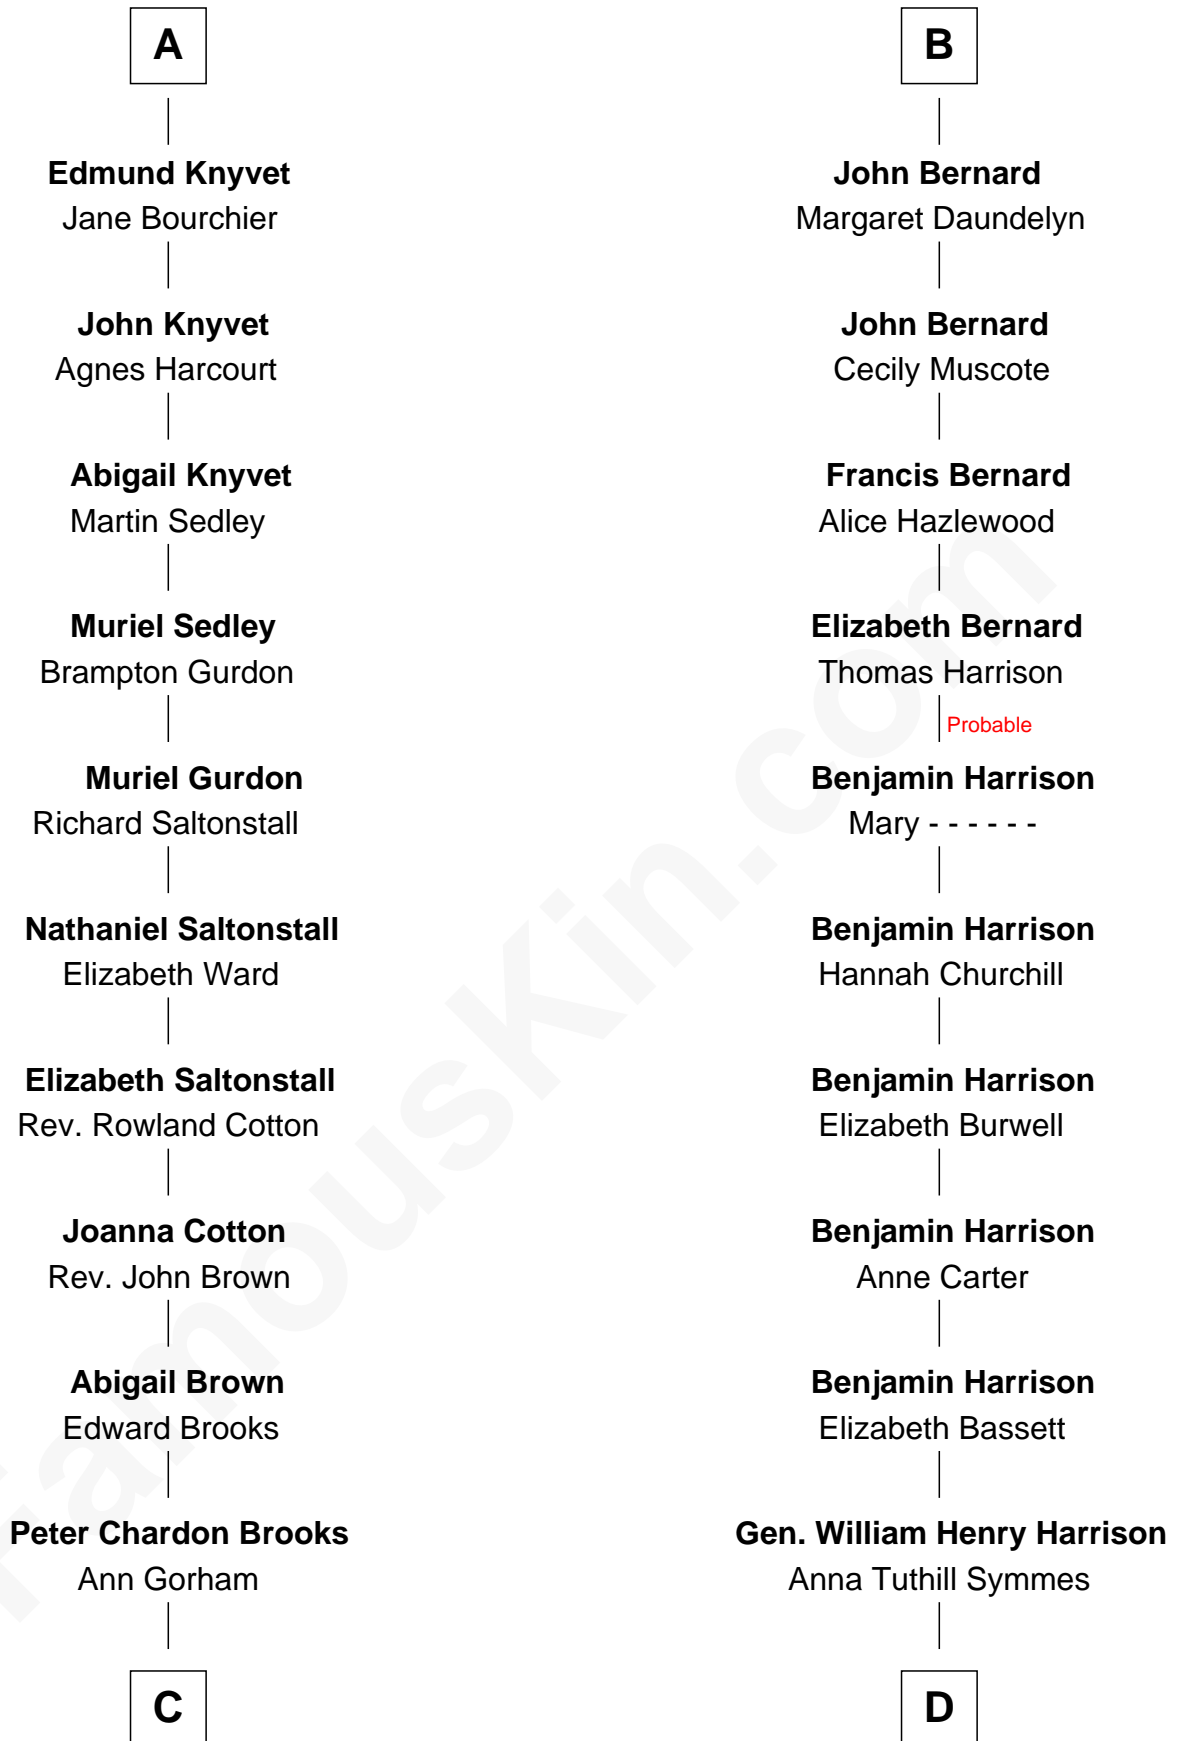 A
Edmund Knyvet
Jane Bourchier
John Knyvet
Agnes Harcourt
Abigail Knyvet
Martin Sedley
Muriel Sedley
Brampton Gurdon
Muriel Gurdon
Richard Saltonstall
Nathaniel Saltonstall
Elizabeth Ward
Elizabeth Saltonstall
Rev. Rowland Cotton
Joanna Cotton
Rev. John Brown
Abigail Brown
Edward Brooks
Peter Chardon Brooks
Ann Gorham
C
B
John Bernard
Margaret Daundelyn
John Bernard
Cecily Muscote
Francis Bernard
Alice Hazlewood
Elizabeth Bernard
Thomas Harrison
Probable
Benjamin Harrison
Mary - - - - - -
Benjamin Harrison
Hannah Churchill
Benjamin Harrison
Elizabeth Burwell
Benjamin Harrison
Anne Carter
Benjamin Harrison
Elizabeth Bassett
Gen. William Henry Harrison
Anna Tuthill Symmes
D
FamousKin.com